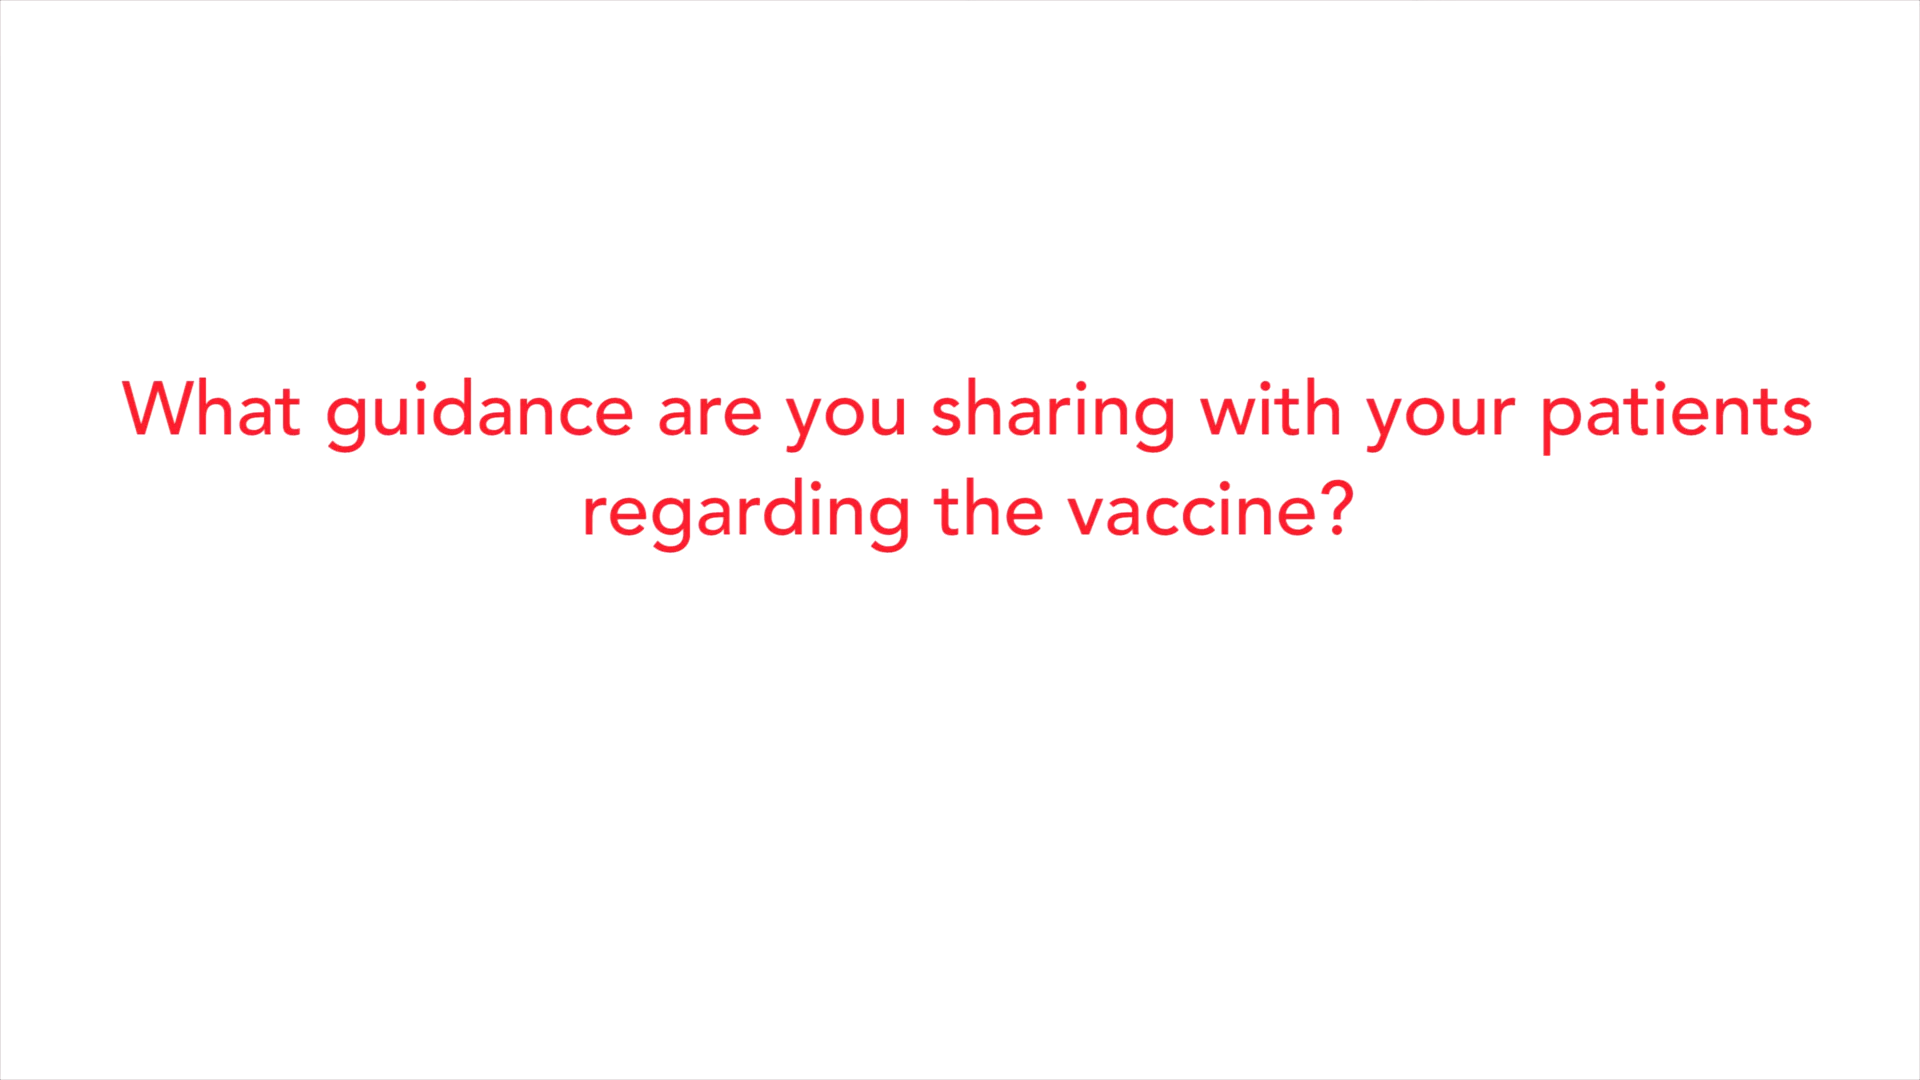 What guidance are you sharing with your patients
regarding the vaccine?